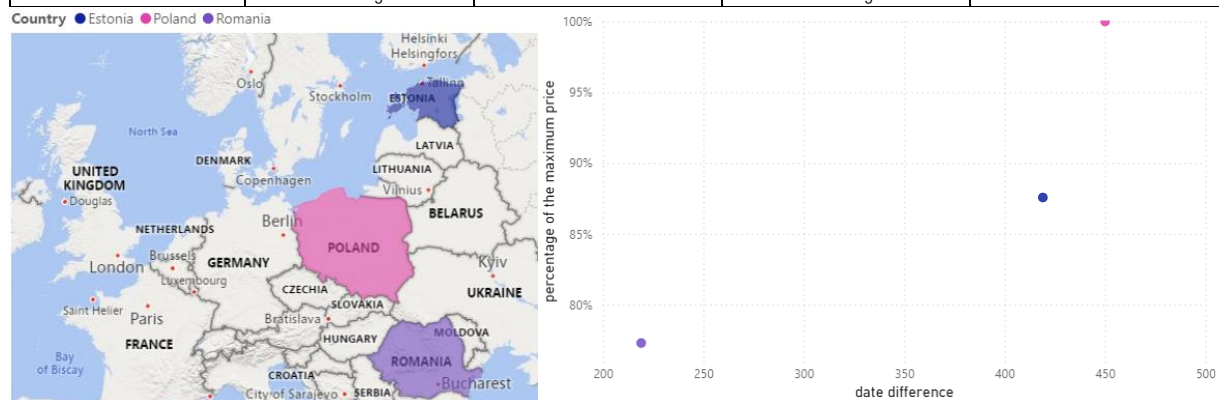 Country Estonia Poland Romania
Helsinki
Helsingfors
Oslo
Tallinn
Stockholm
ESTONIA
North Sea
LATVIA
DENMARK
LITHUANIA
UNITED
KINGDOM
Copenhagen
Vilnius
Douglas
BELARUS
Berlin
NETHERLANDS
POLAND
London
Brussels
GERMANY
Kyiv
Luxembourg
CZECHIA
UKRAINE
SLOVAKIA
Saint Helier
Paris
Bratislava
MOLDOVA
FRANCE
HUNGARY
Bay
of Biscay
ROMANIA
CROATIA
Bucharest
City of Sarajevo
SERBIA
percentage of the maximum price
100%
95%
90%
85%
80%
200 250 300 350 400 450 500
date difference